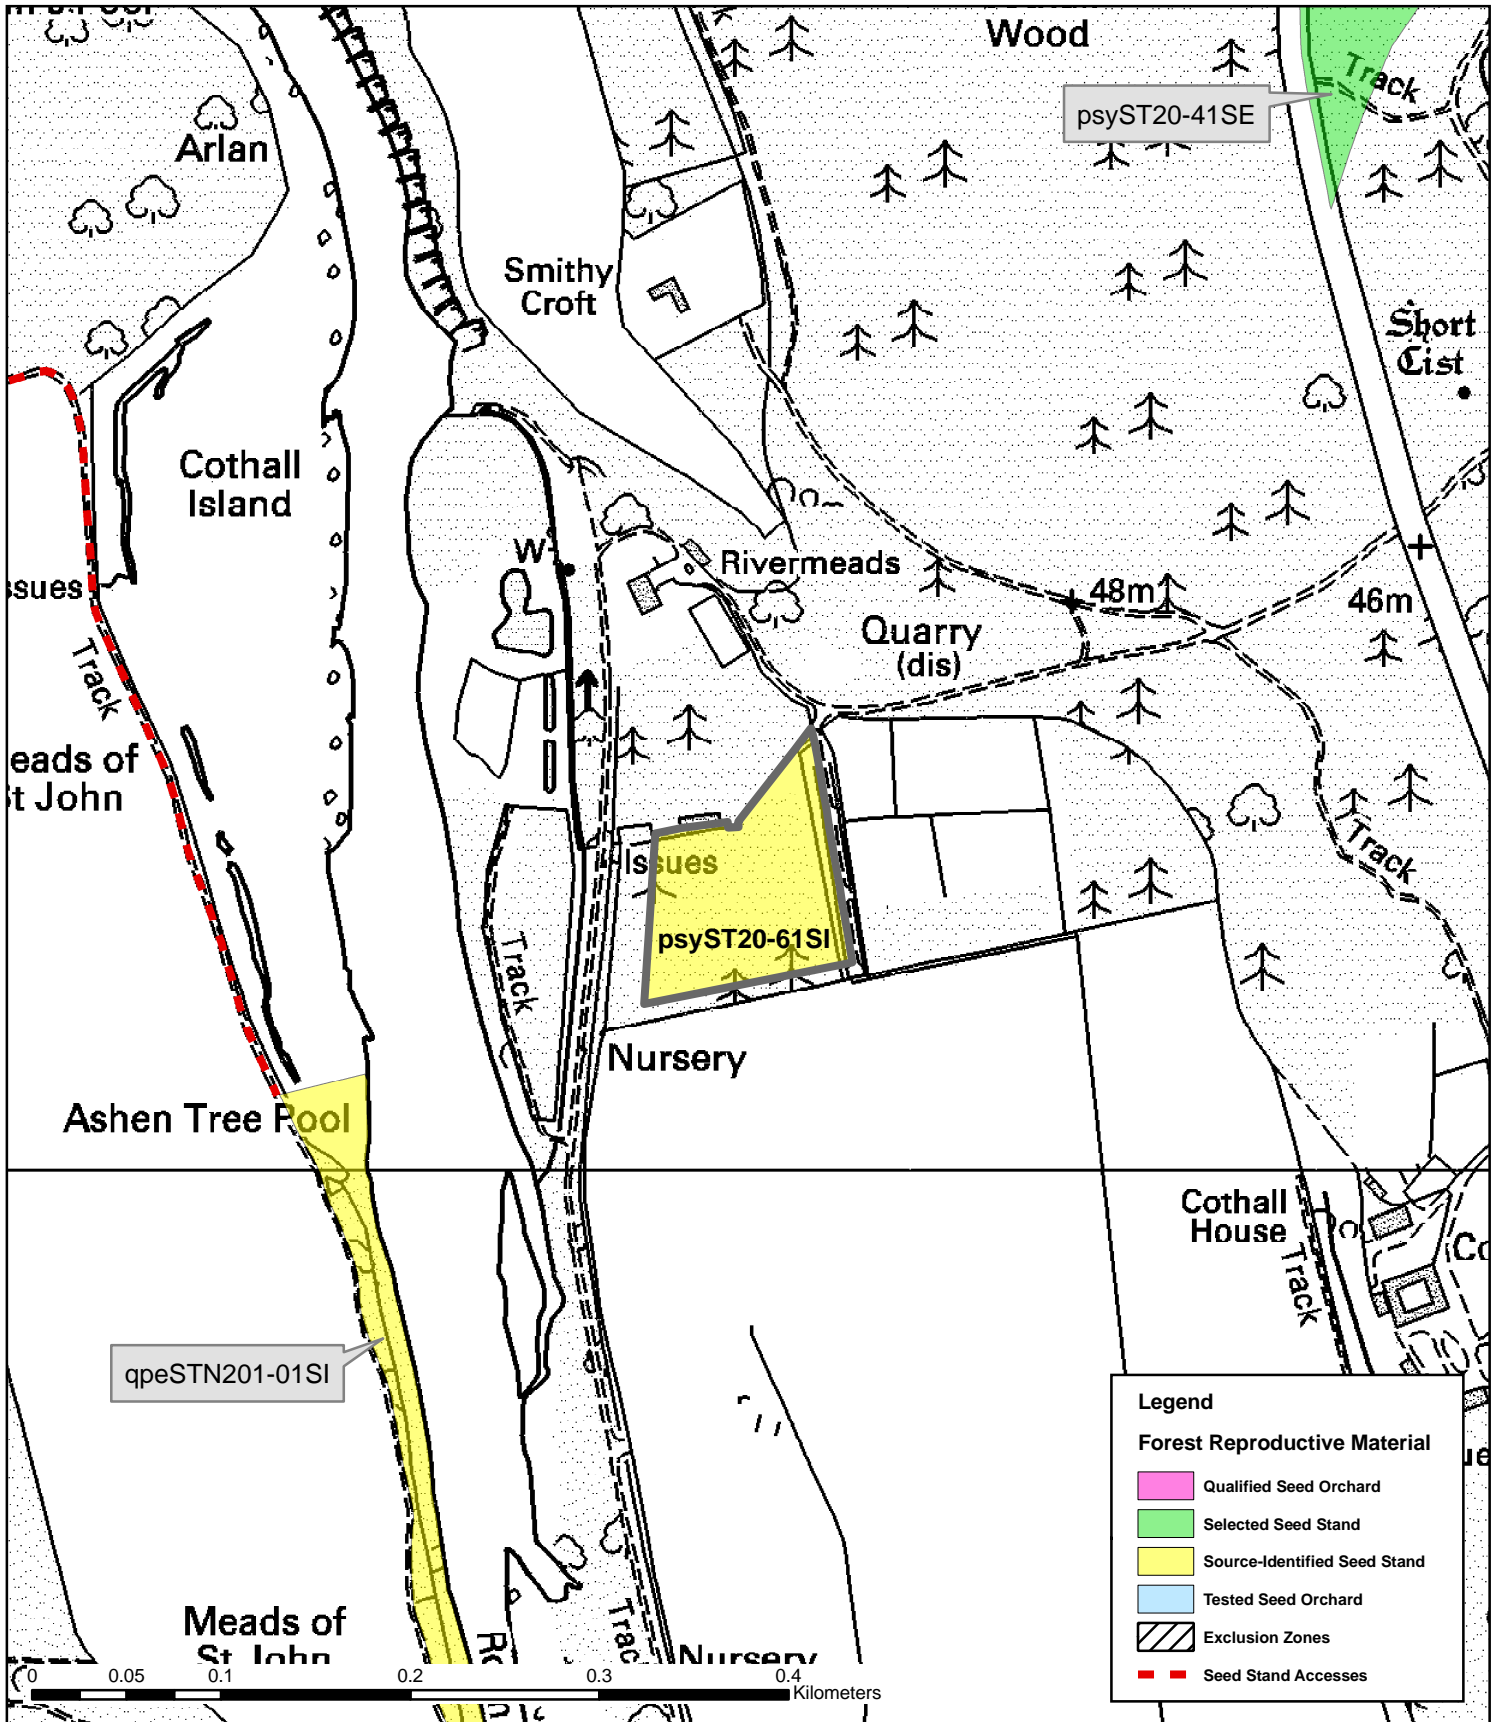 Wood
Track
psyST20-41SE
Arlan
Smithy
Croft
Short
Cist
Cothall
Island
W
Rivermeads
ssues
48m
46m
Quarry
(dis)
Track
eads of
St John
Issues
Track
psyST20-61SI
Track
Nursery
Ashen Tree Pool
Cothall
House
Co
Track
qpeSTN201-01SI
Legend
Forest Reproductive Material
Qualified Seed Orchard
Selected Seed Stand
Source-Identified Seed Stand
Tested Seed Orchard
Exclusion Zones
Seed Stand Accesses
Meads of
St John
Trac
Nursery
0 0.05 0.1 0.2 0.3 0.4
Kilometers